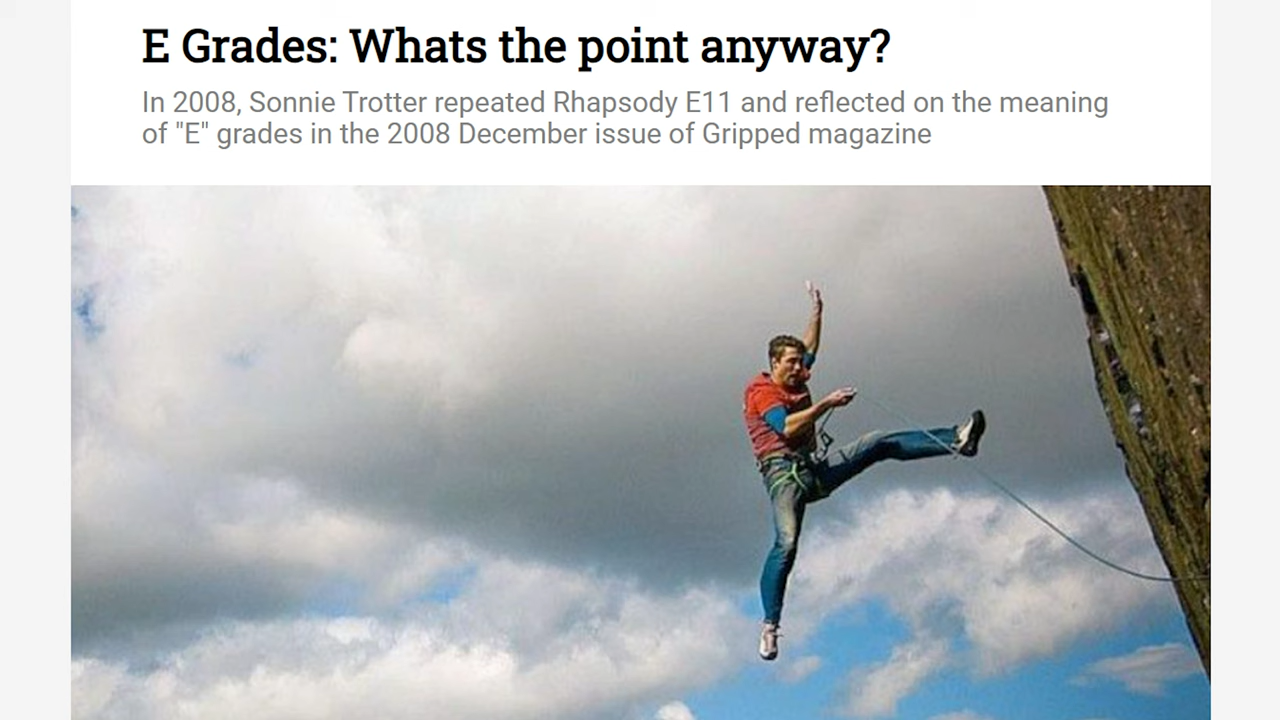 E Grades: Whats the point anyway?
In 2008, Sonnie Trotter repeated Rhapsody E11 and reflected on the meaning
of "E" grades in the 2008 December issue of Gripped magazine